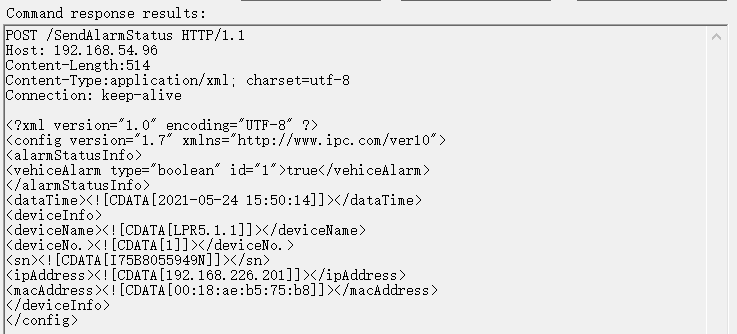 Command response results:
POST /SendAlarmStatus HTTP/1.1
Host: 192.168.54.96
Content-Length:514
Content-Type:application/xml; charset=utf-8
Connection: keep-alive
<?xml version="1.0" encoding="UTF-8" ?>
<config version="1.7" xmlns="http://www.ipc.com/ver10">
<alarmStatusInfo>
<vehiceAlarm type="boolean" id="1">true</vehiceAlarm>
</alarmStatusInfo>
<dataTime><![CDATA[2021-05-24 15:50:14]]></dataTime>
<deviceInfo>
<deviceName><![CDATA[LPR5.1.1]]></deviceName>
<deviceNo.><![CDATA[1]]></deviceNo.>
<sn><![CDATA[I75B8055949N]]></sn>
<ipAddress><![CDATA[192.168.226.201]]></ipAddress>
<macAddress><![CDATA[00:18:ae:b5:75:b8]]></macAddress>
</deviceInfo>
</config>